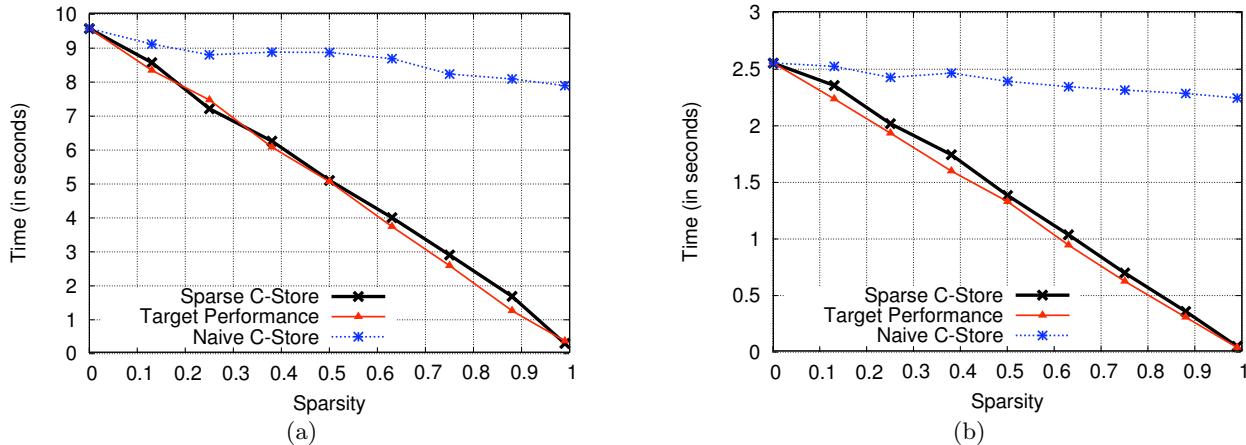 10
9
8
7
6
5
4
3
2
1
0
Time (in seconds)
Sparse C-Store
Target Performance
Naive C-Store
0 0.1 0.2 0.3 0.4 0.5 0.6 0.7 0.8 0.9 1
Sparsity
(a)
3
2.5
2
1.5
1
0.5
0
Time (in seconds)
Sparse C-Store
Target Performance
Naive C-Store
0 0.1 0.2 0.3 0.4 0.5 0.6 0.7 0.8 0.9 1
Sparsity
(b)